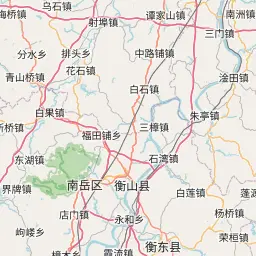 梅桥镇
射埠镇
谭家山镇
南洲镇
三门镇
分水乡
排头乡
中路铺镇
花石镇
淦田镇
青山桥镇
白石镇
朱亭镇
白果镇
三樟镇
新桥镇
福田铺乡
东湖镇
石湾镇
界牌镇
南岳区
衡山县
白莲镇
店门镇
永和乡
杨桥镇
岣嵝乡
荣桓镇
衡东县
霞流镇